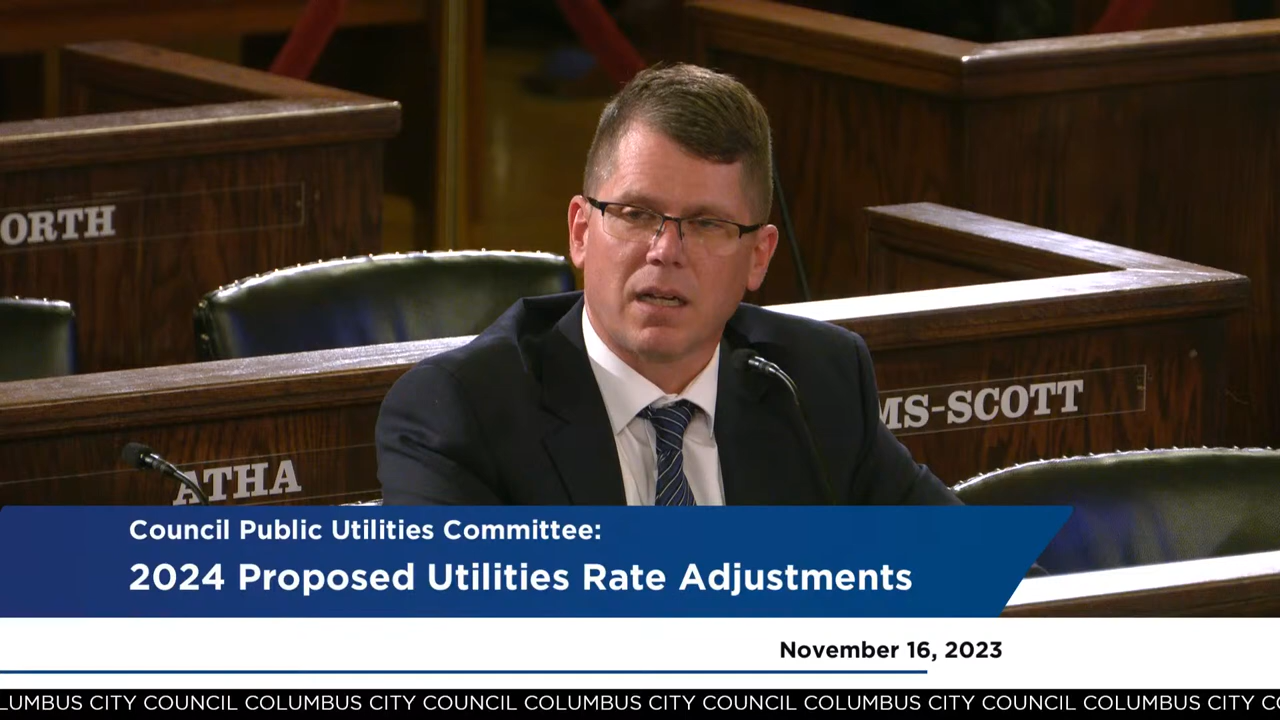 ORTH
MS-SCOTT
ATHA
Council Public Utilities Committee:
2024 Proposed Utilities Rate Adjustments
November 16, 2023
LUMBUS CITY COUNCIL COLUMBUS CITY COUNCIL COLUMBUS CITY COUNCIL COLUMBUS CITY COUNCIL COLUMBUS CITY C